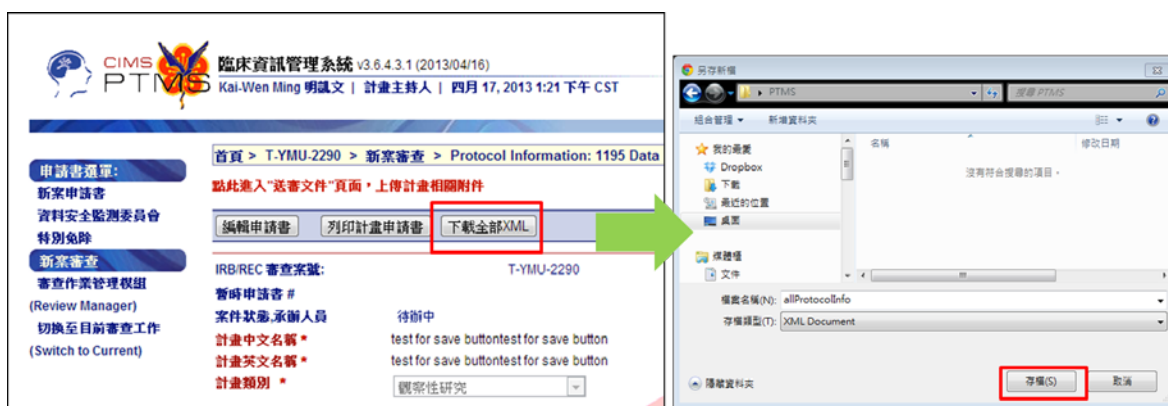 CIMS
PTMS
臨床資訊管理系統 v3.6.4.3.1 (2013/04/16)
Kai-Wen Ming 明諷文 | 計畫主持人 | 四月 17, 2013 1:21 下午 CST
首頁 > T-YMU-2290 > 新案審查 > Protocol Information: 1195 Data
點此進入"送審文件"頁面，上傳計畫相關附件
編輯申請書 列印計畫申請書 下載全部XML
申請書選單:
新案申請書
資料安全監測委員會
特別免除
新案審查
審查作業管理模組
(Review Manager)
切換至目前審查工作
(Switch to Current)
IRB/REC 審查案號: T-YMU-2290
暫時申請書 #
案件狀態,承辦人員 待辦中
計畫中文名稱 * test for save buttontest for save button
計畫英文名稱 * test for save buttontest for save button
計畫類別 * 觀察性研究
另存新檔
PTMS
搜尋 PTMS
組合管理 新增資料夾
我的最愛
Dropbox
下載
最近的位置
桌面
媒體櫃
文件
名稱 修改日期
沒有符合搜尋的項目。
檔案名稱(N): allProtocolInfo
存檔類型(T): XML Document
隱藏資料夾 存檔(S) 取消